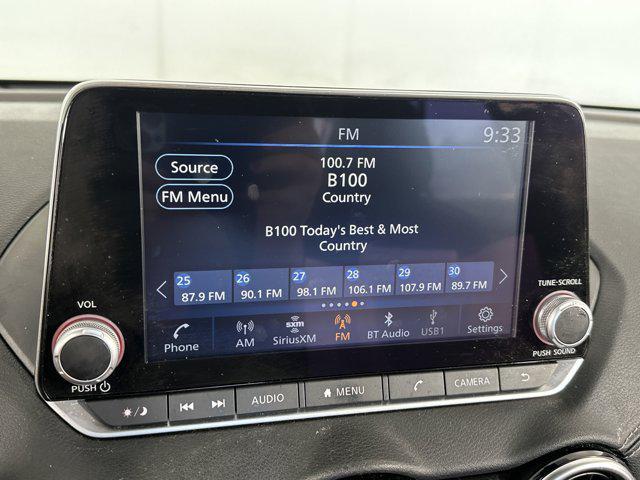 FM 9:33
Source
100.7 FM
B100
FM Menu
Country
B100 Today's Best & Most
Country
25 26 27 28 29 30
87.9 FM 90.1 FM 98.1 FM 106.1 FM 107.9 FM 89.7 FM
Phone AM SiriusXM FM BT Audio USB1 Settings
sxm
VOL
PUSH
TUNE·SCROLL
PUSH SOUND
AUDIO MENU CAMERA